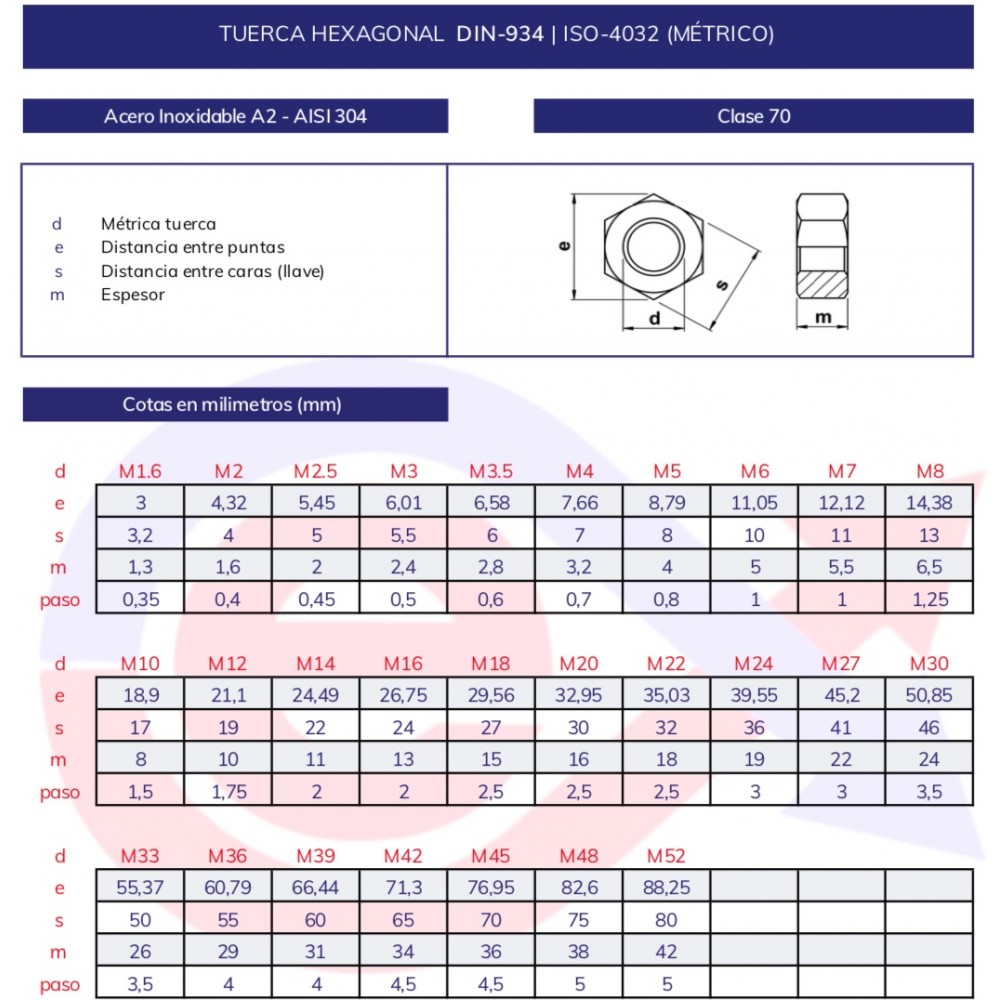 TUERCA HEXAGONAL DIN-934 | ISO-4032 (MÉTRICO)
Acero Inoxidable A2 - AISI 304
Clase 70
d Métrica tuerca
e Distancia entre puntas
s Distancia entre caras (llave)
m Espesor
e
s
d
m
Cotas en milimetros (mm)
d M1.6 M2 M2.5 M3 M3.5 M4 M5 M6 M7 M8
e 3 4,32 5,45 6,01 6,58 7,66 8,79 11,05 12,12 14,38
s 3,2 4 5 5,5 6 7 8 10 11 13
m 1,3 1,6 2 2,4 2,8 3,2 4 5 5,5 6,5
paso 0,35 0,4 0,45 0,5 0,6 0,7 0,8 1 1 1,25
d M10 M12 M14 M16 M18 M20 M22 M24 M27 M30
e 18,9 21,1 24,49 26,75 29,56 32,95 35,03 39,55 45,2 50,85
s 17 19 22 24 27 30 32 36 41 46
m 8 10 11 13 15 16 18 19 22 24
paso 1,5 1,75 2 2 2,5 2,5 2,5 3 3 3,5
d M33 M36 M39 M42 M45 M48 M52
e 55,37 60,79 66,44 71,3 76,95 82,6 88,25
s 50 55 60 65 70 75 80
m 26 29 31 34 36 38 42
paso 3,5 4 4 4,5 4,5 5 5